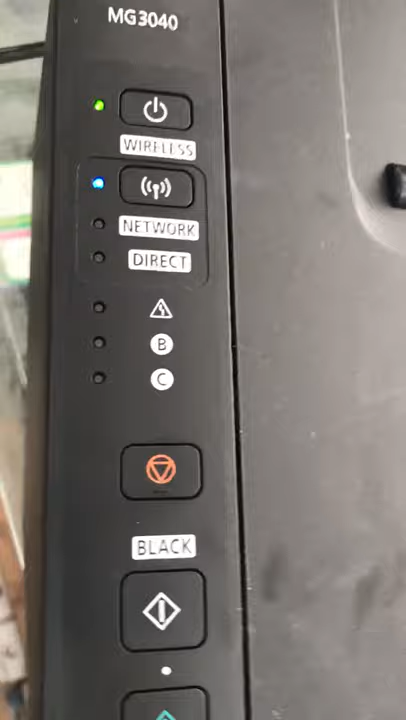 MG3040
WIRELESS
NETWORK
DIRECT
B
C
BLACK